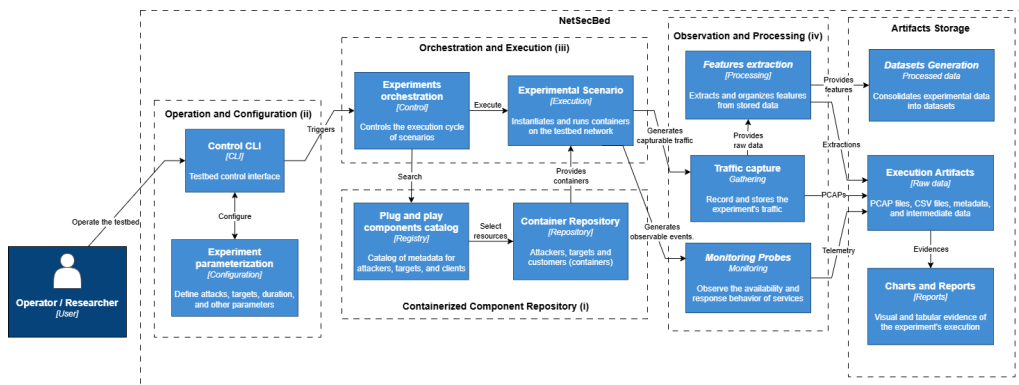 NetSecBed
Operator / Researcher
[User]
Operate the testbed
Operation and Configuration (ii)
Control CLI
[CLI]
Testbed control interface
Configure
Experiment
parameterization
[Configuration]
Define attacks, targets, duration,
and other parameters
Triggers
Orchestration and Execution (iii)
Experiments
orchestration
[Control]
Controls the execution cycle
of scenarios
Execute
Experimental Scenario
[Execution]
Instantiates and runs containers
on the testbed network
Search
Provides
containers
Plug and play
components catalog
[Registry]
Catalog of metadata for
attackers, targets, and clients
Select
resources
Container Repository
[Repository]
Attackers, targets and
customers (containers)
Containerized Component Repository (i)
Generates
capturable traffic
Generates
observable events
Observation and Processing (iv)
Features extraction
[Processing]
Extracts and organizes features
from stored data
Provides
raw data
Traffic capture
Gathering
Record and stores the
experiment's traffic
Monitoring Probes
Monitoring
Observe the availability and
response behavior of services
Provides
features
Extractions
PCAPs
Telemetry
Artifacts Storage
Datasets Generation
Processed data
Consolidates experimental data
into datasets
Execution Artifacts
[Raw data]
PCAP files, CSV files, metadata,
and intermediate data
Evidences
Charts and Reports
[Reports]
Visual and tabular evidence of
the experiment's execution